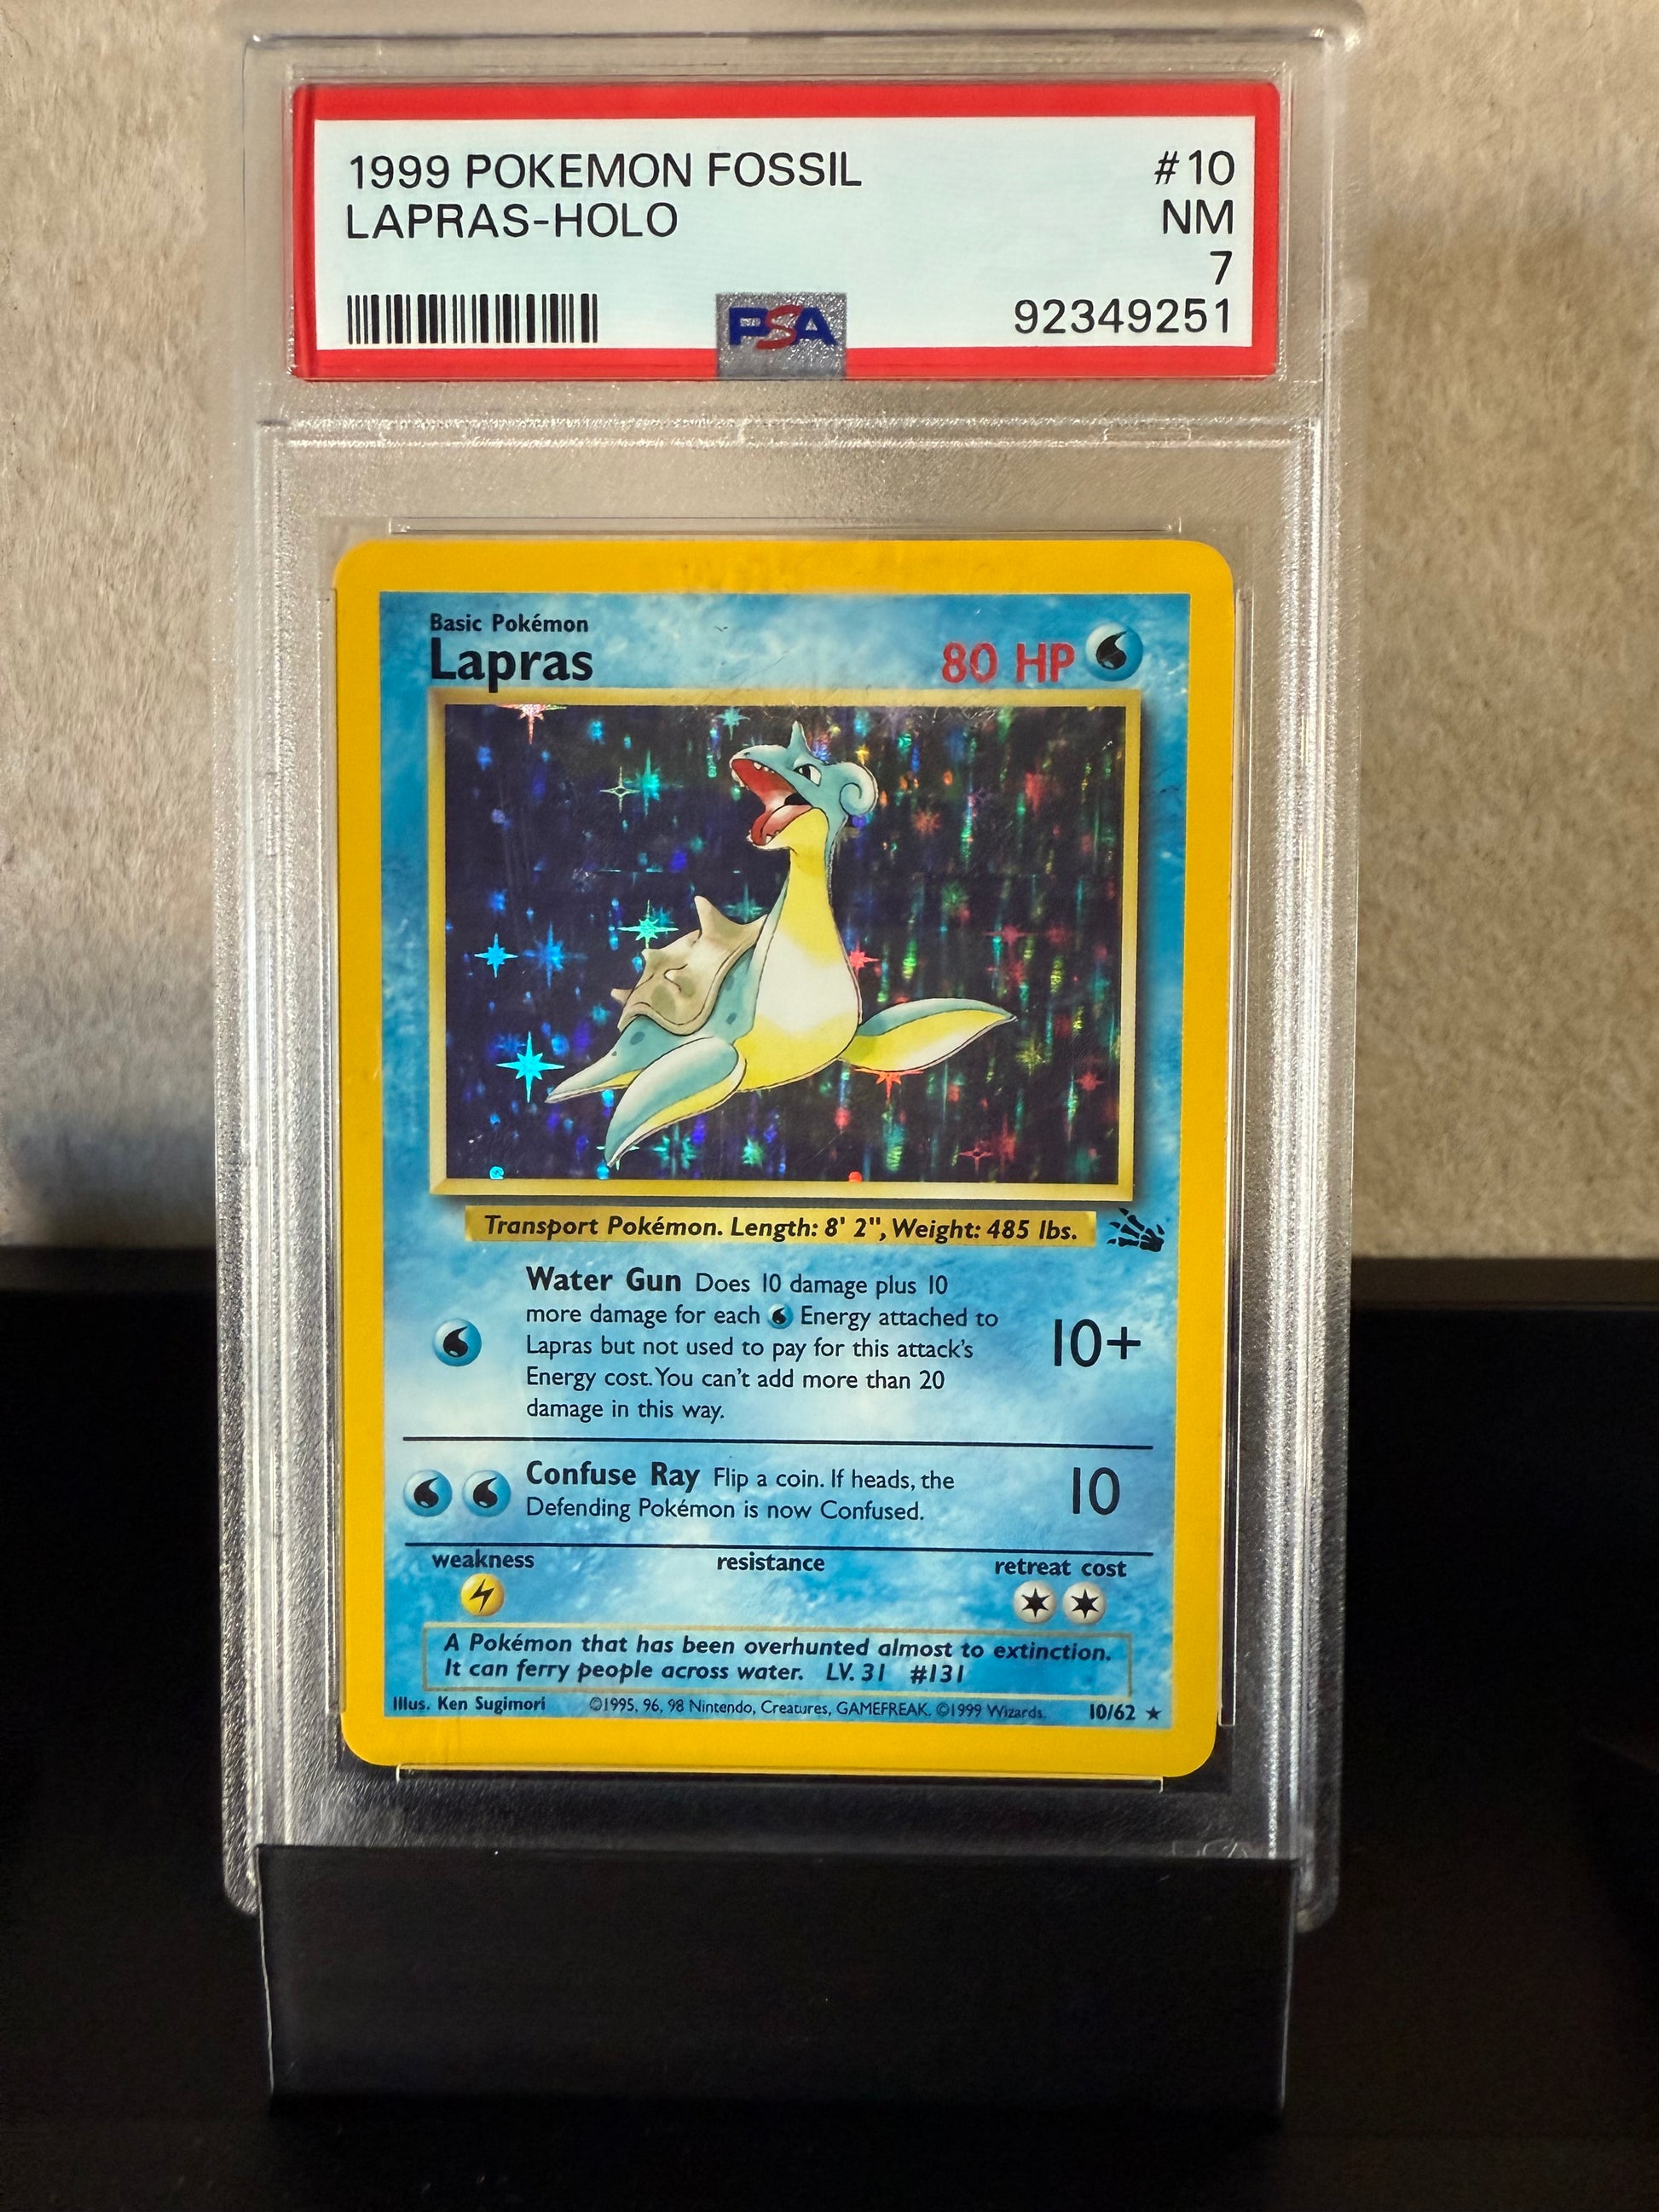 1999 POKEMON FOSSIL #10
LAPRAS-HOLO NM
7
PSA 92349251
Basic Pokémon
Lapras 80 HP
Transport Pokémon. Length: 8' 2", Weight: 485 lbs.
Water Gun Does 10 damage plus 10
more damage for each Energy attached to
Lapras but not used to pay for this attack's
Energy cost. You can't add more than 20
damage in this way.
10+
Confuse Ray Flip a coin. If heads, the
Defending Pokémon is now Confused.
10
weakness resistance retreat cost
A Pokémon that has been overhunted almost to extinction.
It can ferry people across water. LV. 31 #131
Illus. Ken Sugimori ©1995, 96, 98 Nintendo, Creatures, GAMEFREAK. ©1999 Wizards. 10/62 ★